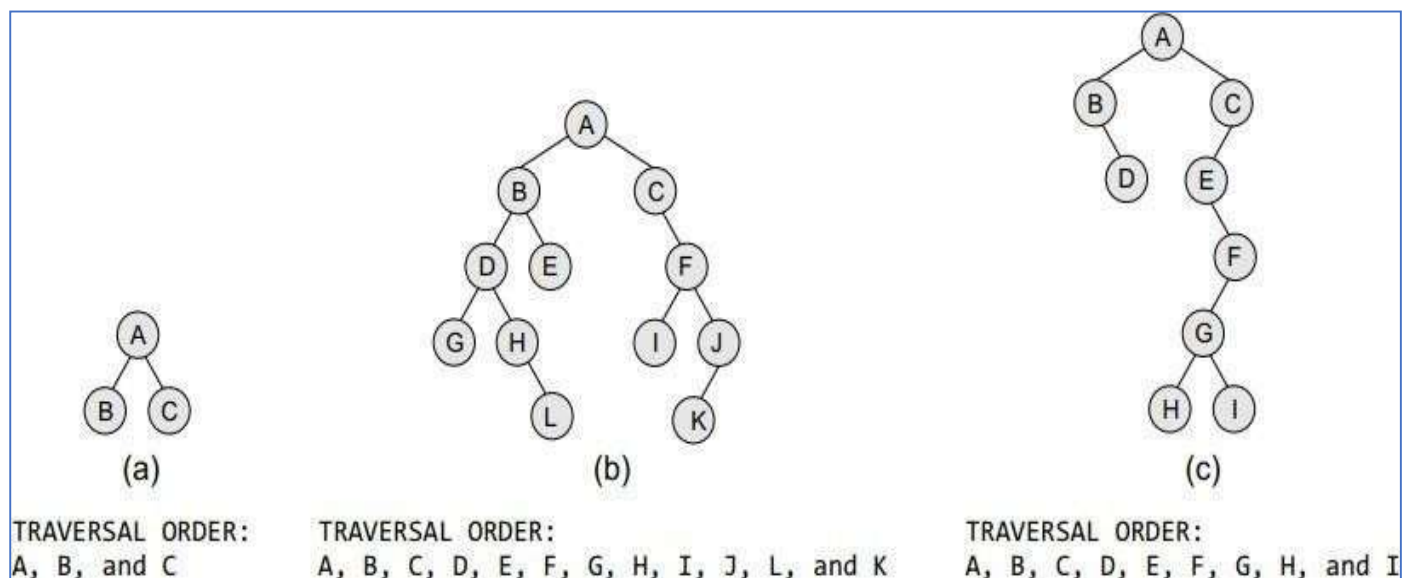 A
B C
(a)
A
B C
D E F
G H I J
L K
(b)
A
B C
D E
F
G
H I
(c)
TRAVERSAL ORDER:
A, B, and C
TRAVERSAL ORDER:
A, B, C, D, E, F, G, H, I, J, L, and K
TRAVERSAL ORDER:
A, B, C, D, E, F, G, H, and I